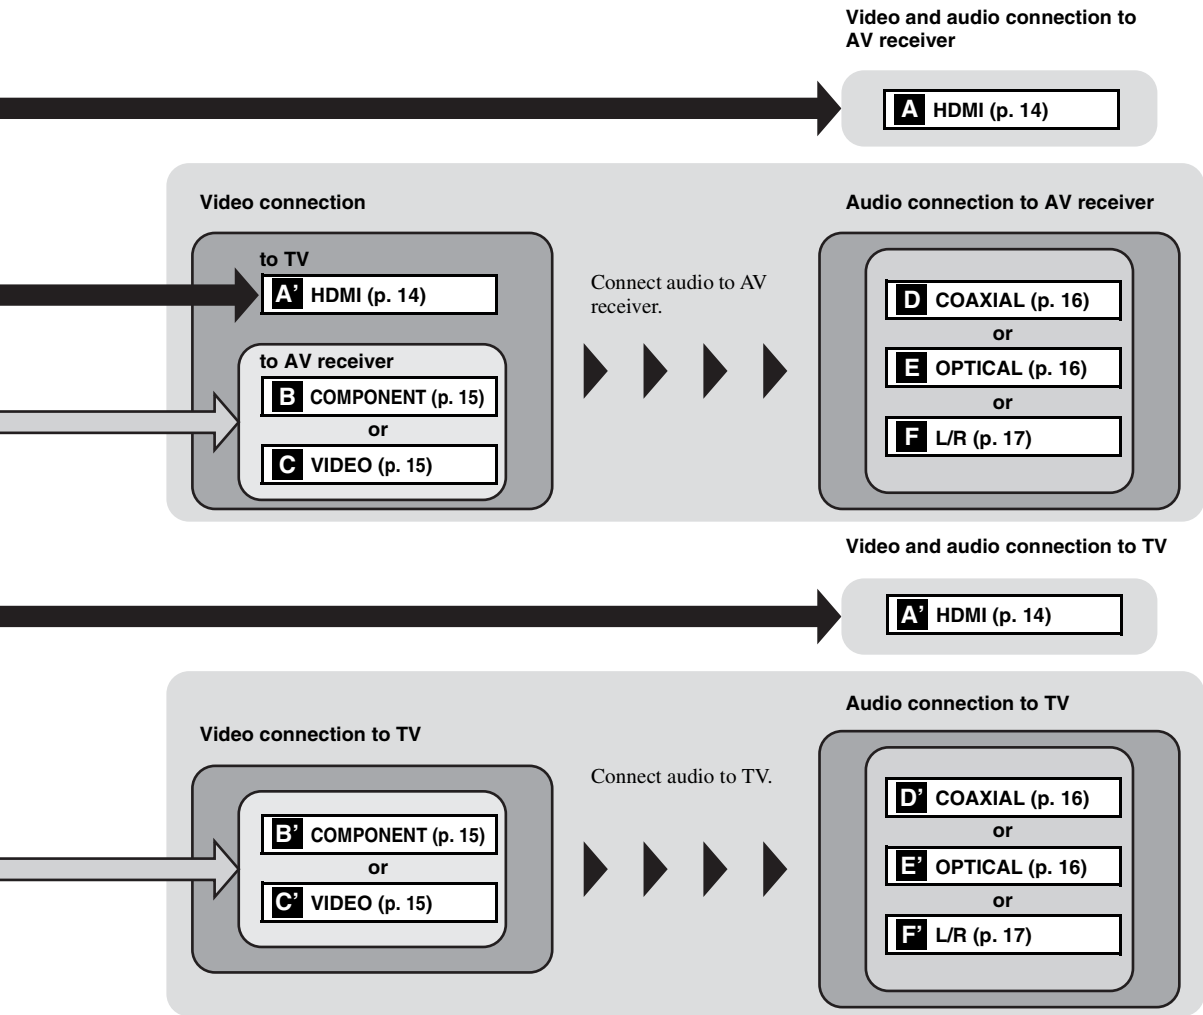 Video and audio connection to
AV receiver
A HDMI (p. 14)
Video connection
to TV
A’ HDMI (p. 14)
to AV receiver
B COMPONENT (p. 15)
or
C VIDEO (p. 15)
Connect audio to AV
receiver.
Audio connection to AV receiver
D COAXIAL (p. 16)
or
E OPTICAL (p. 16)
or
F L/R (p. 17)
Video and audio connection to TV
A’ HDMI (p. 14)
Video connection to TV
B’ COMPONENT (p. 15)
or
C’ VIDEO (p. 15)
Connect audio to TV.
Audio connection to TV
D’ COAXIAL (p. 16)
or
E’ OPTICAL (p. 16)
or
F’ L/R (p. 17)